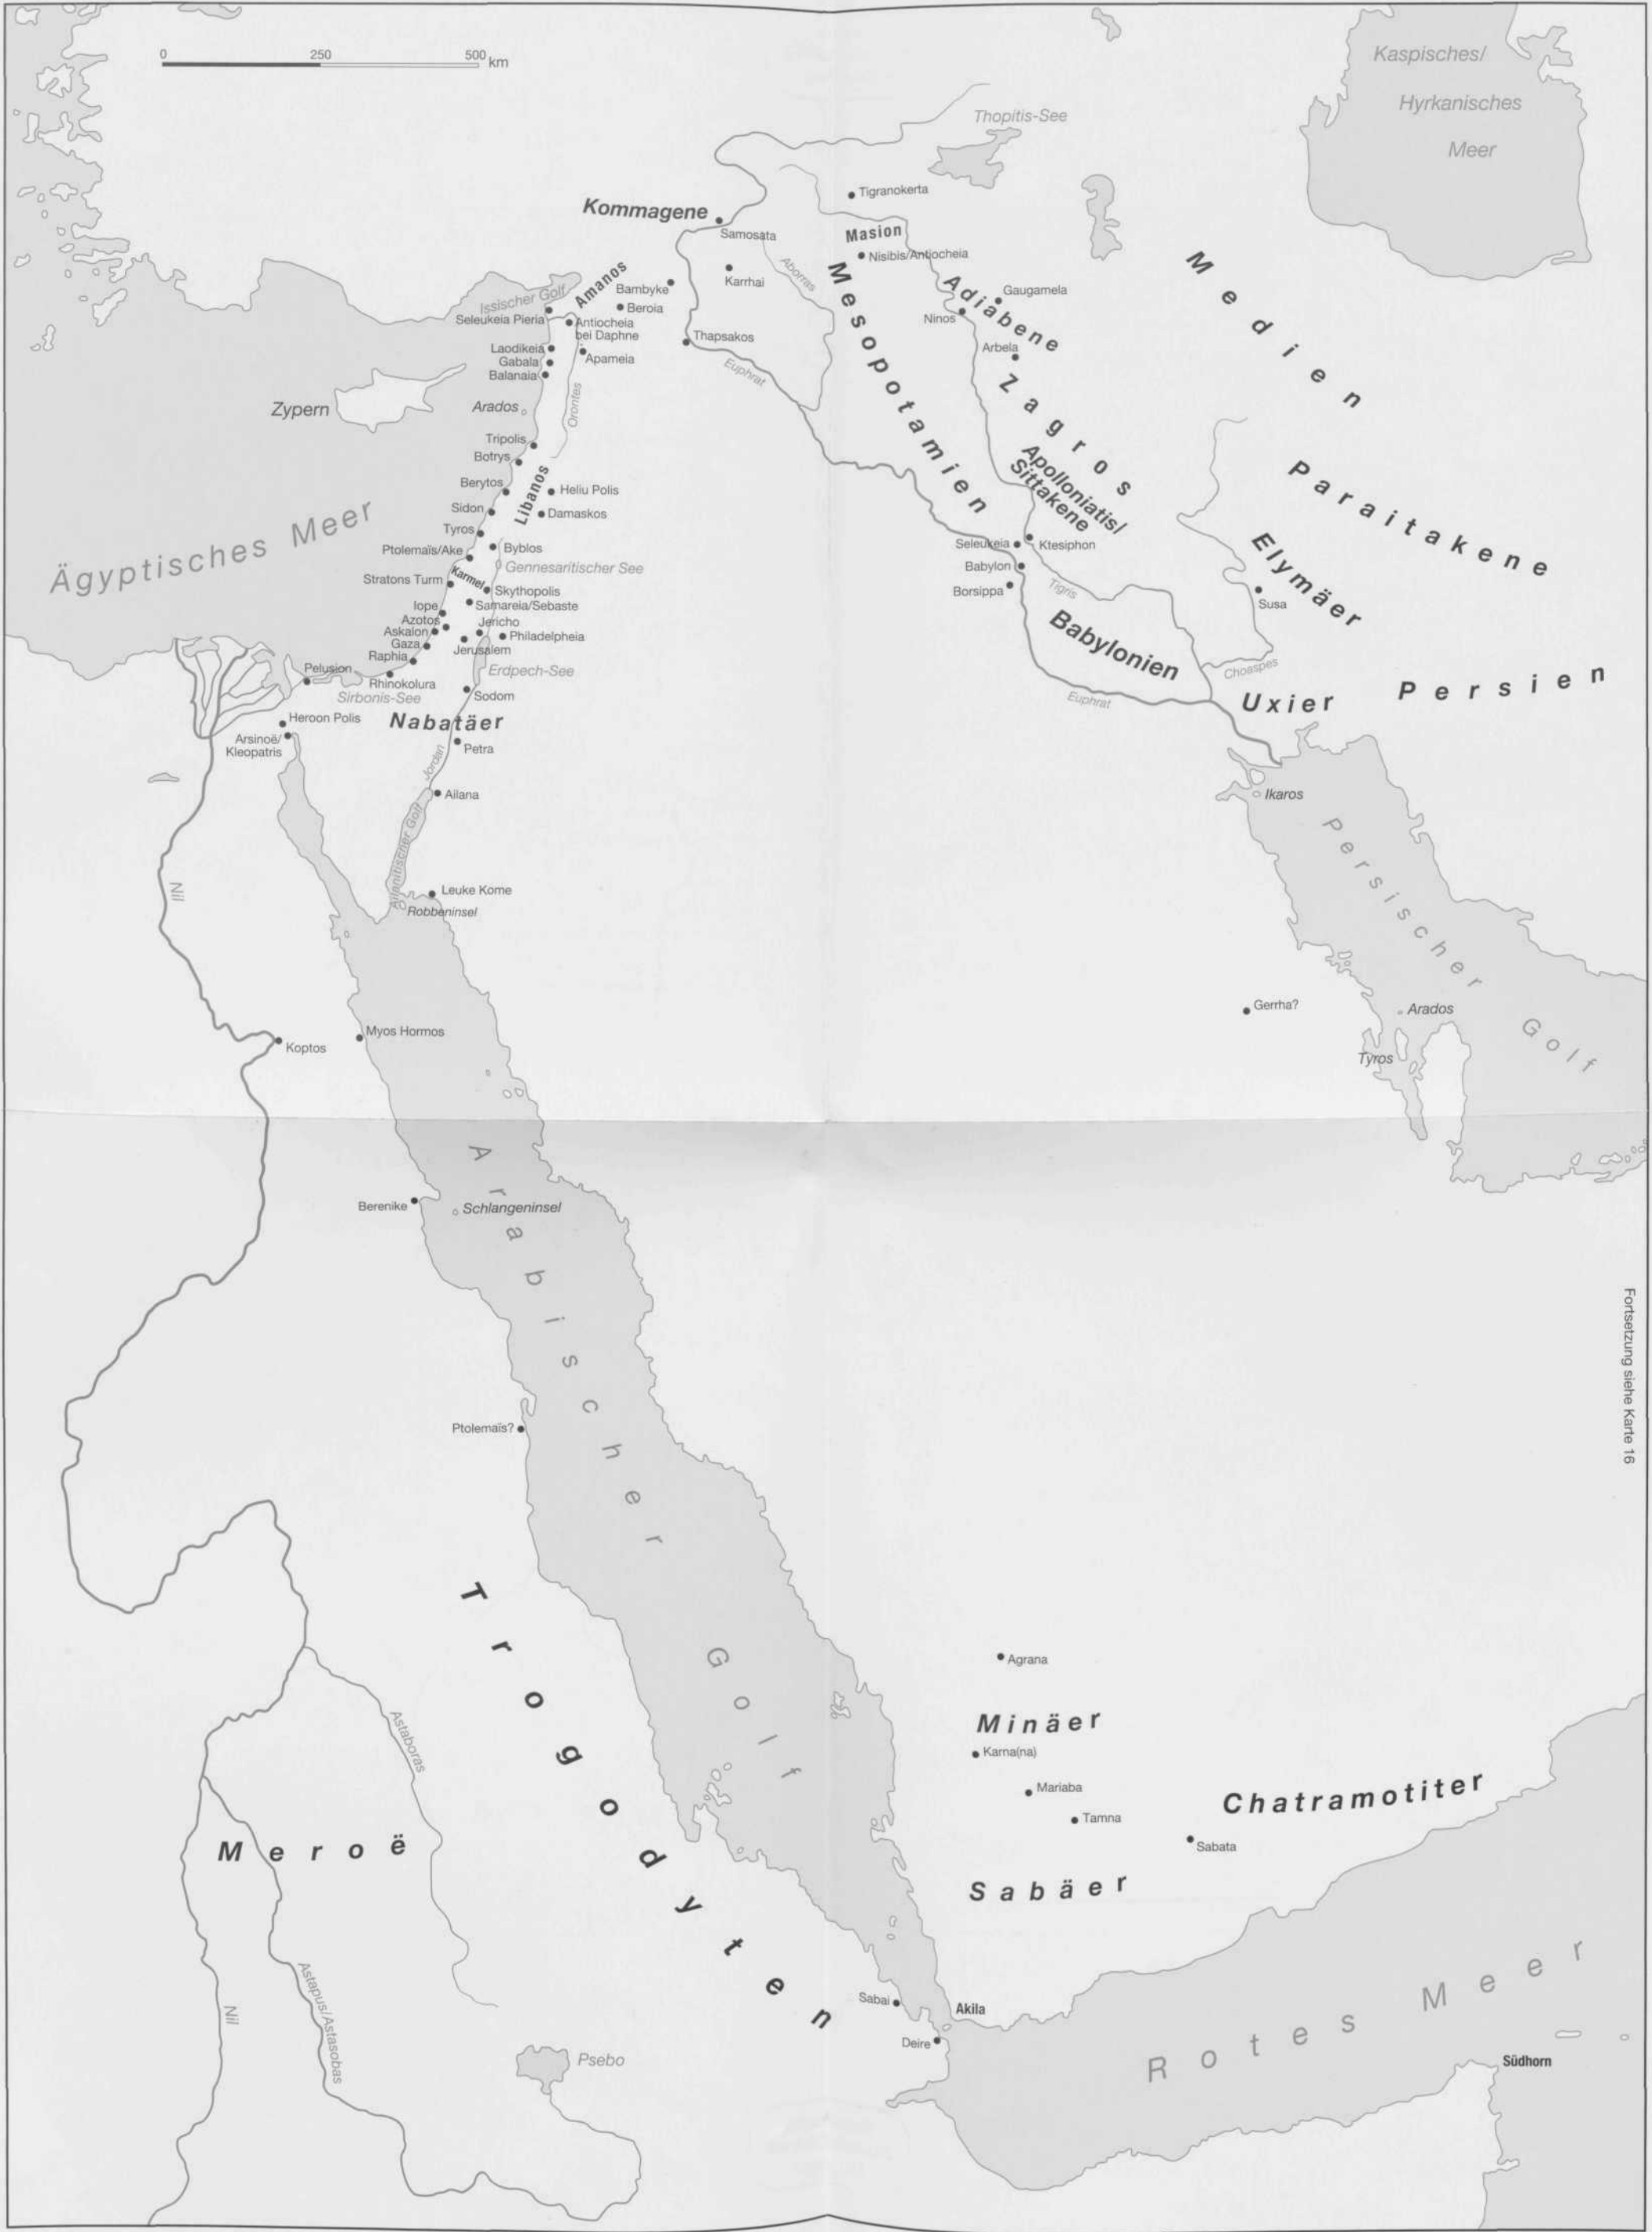 0 250 500 km
Kaspisches/
Hyrkanisches
Meer
Thopitis-See
Tigranokerta
Kommagene
Samosata
Masion
Nisibis/Antiocheia
Medien
Amanos
Issischer Golf
Bambyke
Karrhai
Aborras
Mesopotamien
Adiabene
Gaugamela
Beroia
Seleukeia Pieria
Antiocheia
bei Daphne
Ninos
Thapsakos
Laodikeia
Gabala
Apameia
Arbela
Balanaia
Euphrat
Zagros
Zypern
Arados
Orontes
Tripolis
Botrys
Apolloniatis/
Sittakene
Paraitakene
Berytos
Libanos
Heliu Polis
Sidon
Damaskos
Ägyptisches Meer
Tyros
Ptolemaïs/Ake
Byblos
Seleukeia
Ktesiphon
Elymäer
Gennesaritischer See
Babylon
Stratons Turm
Karmel
Skythopolis
Borsippa
Tigris
Susa
Iope
Samareia/Sebaste
Azotos
Jericho
Askalon
Philadelpheia
Gaza
Jerusalem
Babylonien
Raphia
Pelusion
Rhinokolura
Erdpech-See
Choaspes
Sirbonis-See
Sodom
Euphrat
Uxier
Persien
Heroon Polis
Nabatäer
Arsinoë/
Kleopatris
Petra
Jordan
Ailana
Ikaros
Ailanitischer Golf
Persischer Golf
Nil
Leuke Kome
Robbeninsel
Gerrha?
Arados
Myos Hormos
Koptos
Tyros
Arabischer Golf
Berenike
Schlangeninsel
Fortsetzung siehe Karte 16
Ptolemaïs?
Trogodyten
Agrana
Minäer
Astaboras
Karna(na)
Mariaba
Chatramotiter
Tamna
Meroë
Sabata
Sabäer
Rotes Meer
Astapus/Astasobas
Nil
Sabai
Akila
Deire
Psebo
Südhorn